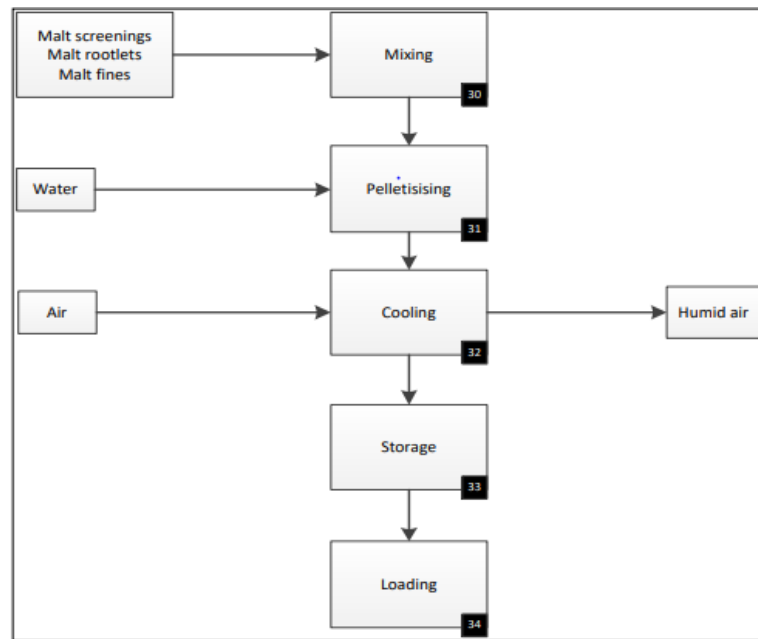 Malt screenings
Malt rootlets
Malt fines
Mixing
30
Water
Pelletisising
31
Air
Cooling
32
Humid air
Storage
33
Loading
34